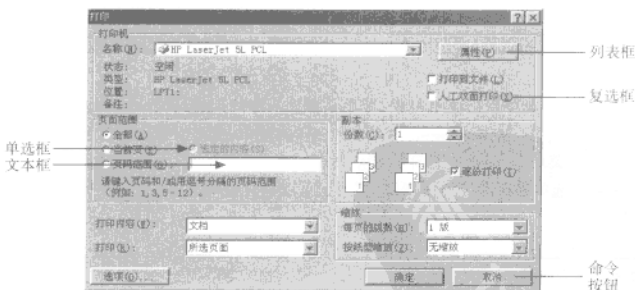 打印
打印机
名称(N): HP LaserJet 5L PCL 属性(P) 列表框
状态: 空闲
类型: HP LaserJet 5L PCL 打印到文件(L)
位置: LPT1: 人工双面打印(X) 复选框
备注:
页面范围 副本
全部(A) 份数(C): 1
单选框 当前页(E) 选定的内容(S)
文本框 页码范围(G): 逐份打印(T)
请键入页码和/或用逗号分隔的页码范围
(例如: 1,3,5-12)。
缩放
打印内容(W): 文档 每页的版数(H): 1 版
打印(R): 所选页面 按纸型缩放(Z): 无缩放
选项(O)... 确定 取消 命令
按钮